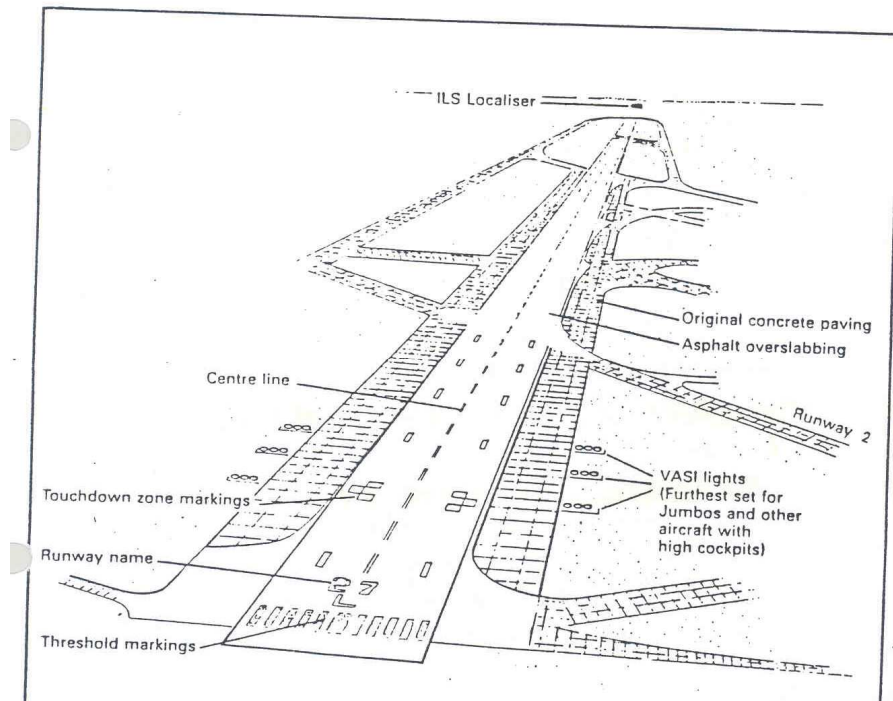 ILS Localiser
Original concrete paving
Asphalt overslabbing
Centre line
Runway 2
VASI lights
(Furthest set for
Jumbos and other
aircraft with
high cockpits)
Touchdown zone markings
Runway name
27
L
Threshold markings